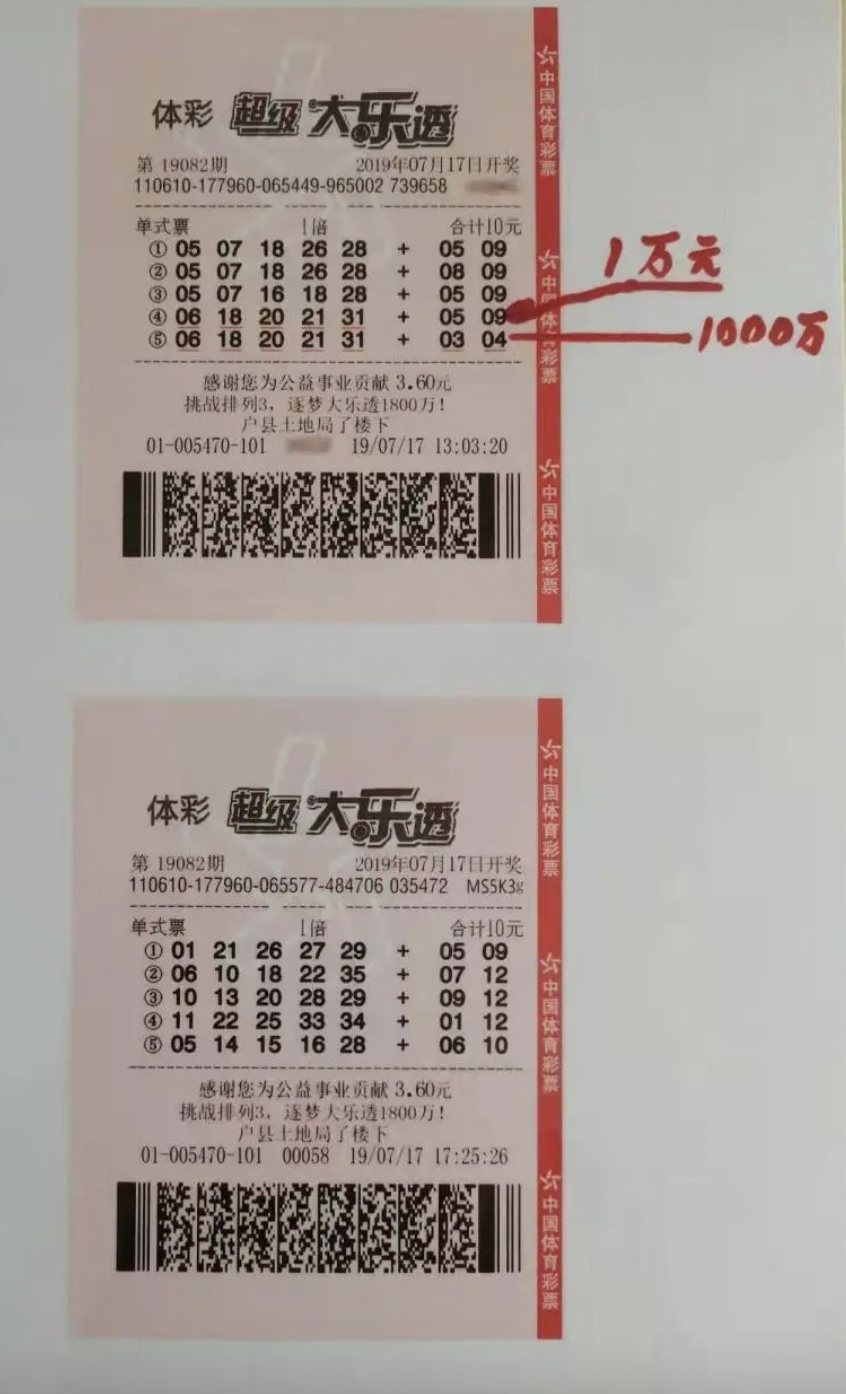 体彩 超级大乐透
第 19082期 2019年07月17日开奖
110610-177960-065449-965002 739658
单式票 1倍 合计10元
① 05 07 18 26 28 + 05 09
② 05 07 18 26 28 + 08 09
③ 05 07 16 18 28 + 05 09
④ 06 18 20 21 31 + 05 09
⑤ 06 18 20 21 31 + 03 04
1万元
1000万
感谢您为公益事业贡献 3.60元
挑战排列3，逐梦大乐透1800万！
户县土地局了楼下
01-005470-101 19/07/17 13:03:20
中国体育彩票
中国体彩票
中国体育彩票
体彩 超级大乐透
第 19082期 2019年07月17日开奖
110610-177960-065577-484706 035472 MS5K3g
单式票 1倍 合计10元
① 01 21 26 27 29 + 05 09
② 06 10 18 22 35 + 07 12
③ 10 13 20 28 29 + 09 12
④ 11 22 25 33 34 + 01 12
⑤ 05 14 15 16 28 + 06 10
感谢您为公益事业贡献 3.60元
挑战排列3，逐梦大乐透1800万！
户县土地局了楼下
01-005470-101 00058 19/07/17 17:25:26
中国体育彩票
中国体育彩票
中国体育彩票